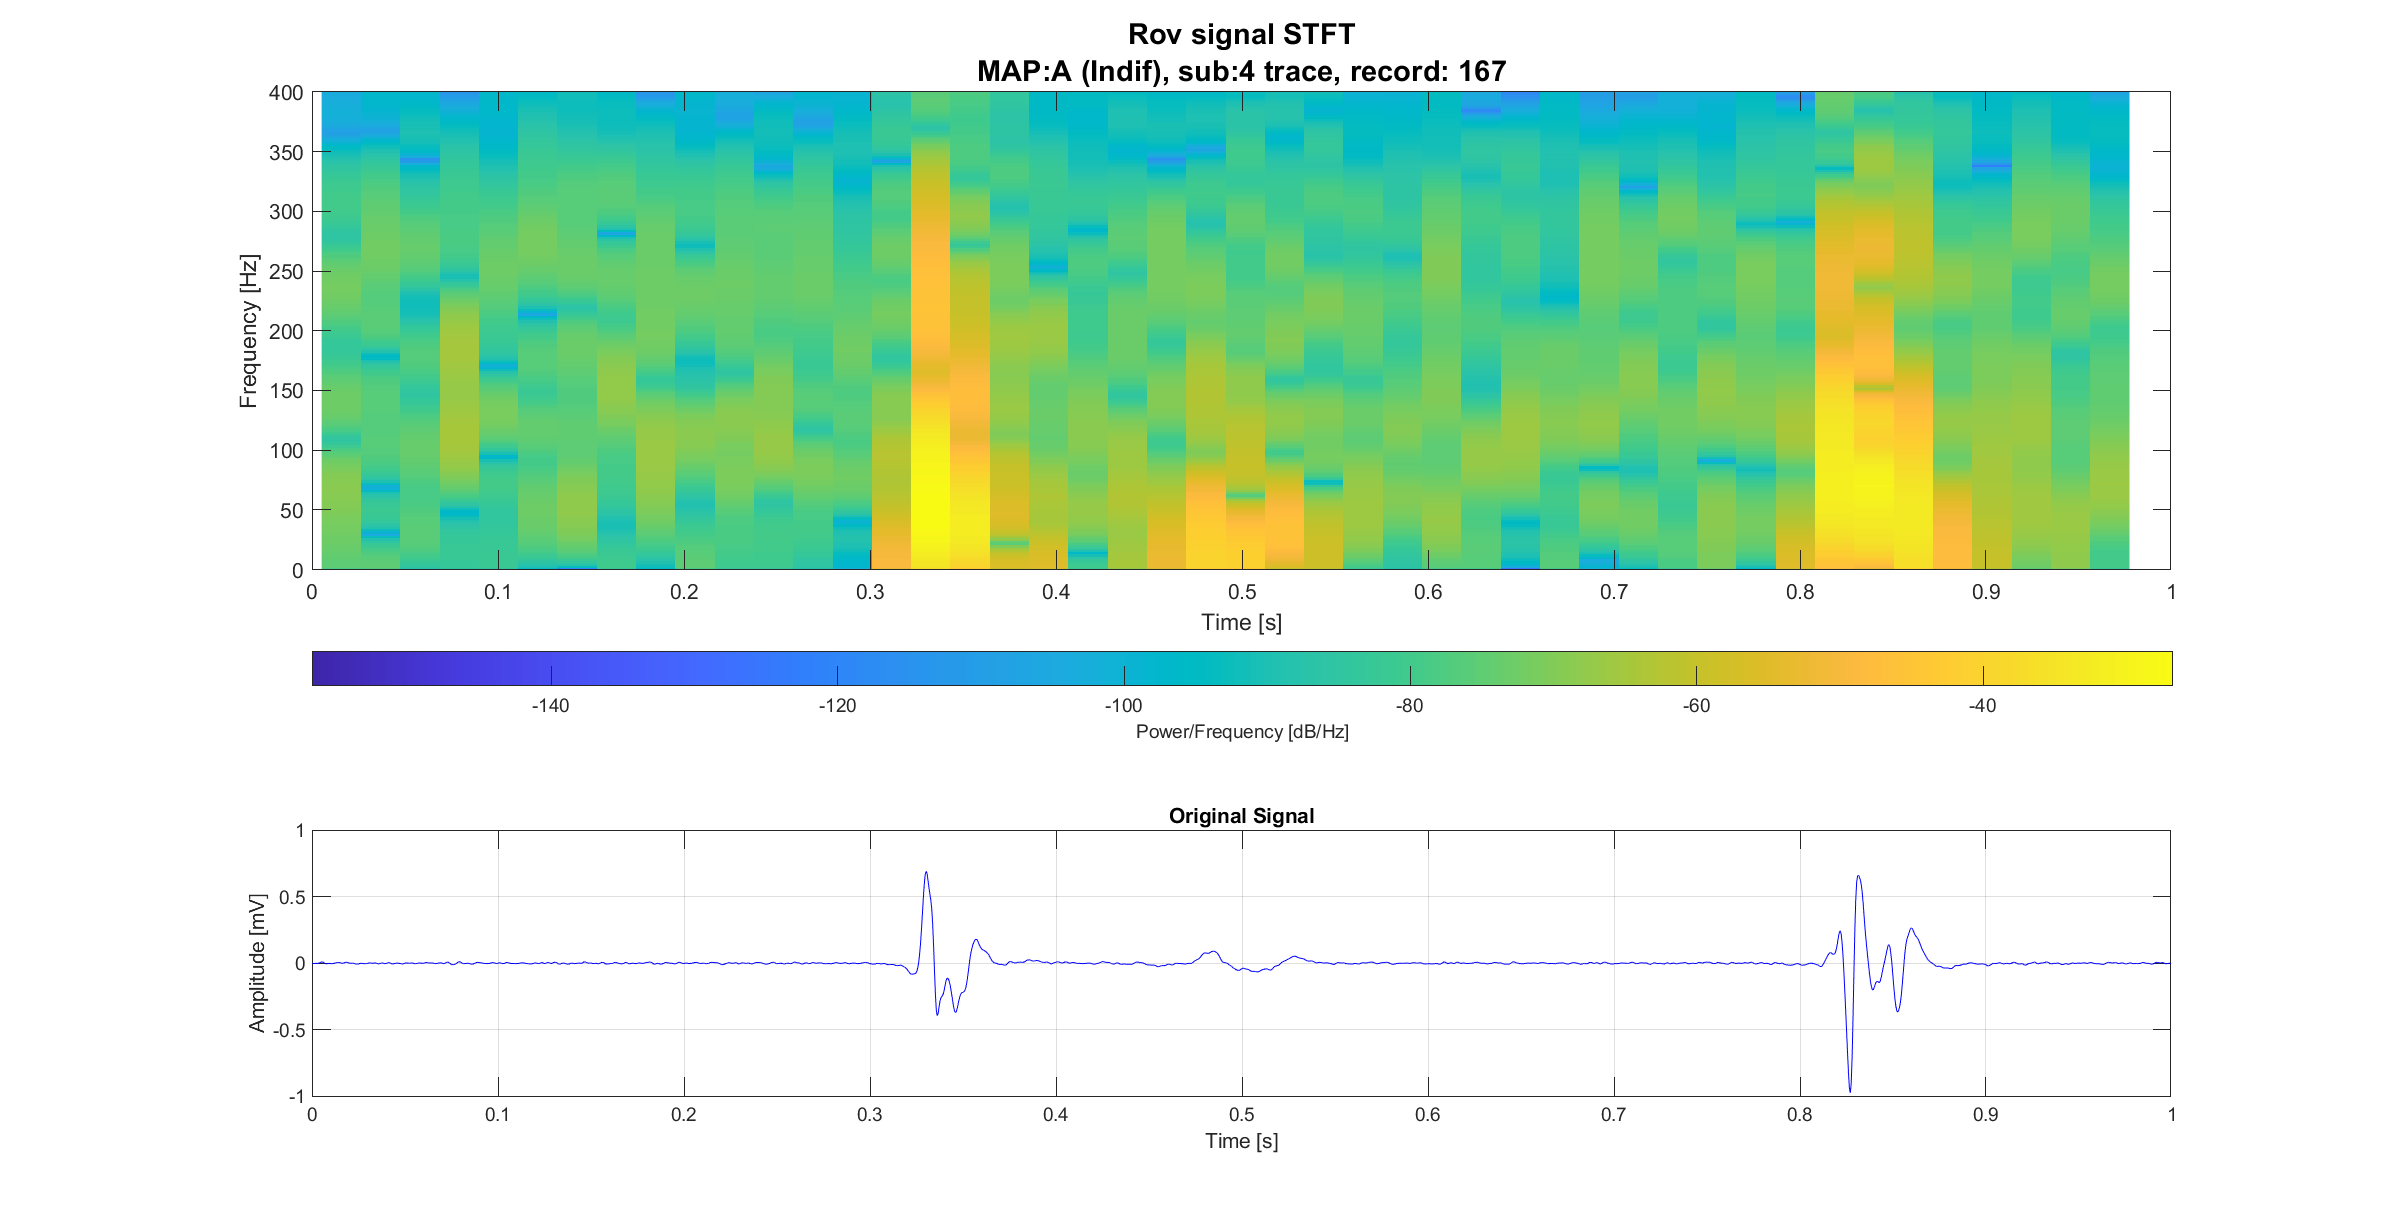 Rov signal STFT
MAP:A (Indif), sub:4 trace, record: 167
400
350
300
250
200
150
100
50
0
Frequency [Hz]
0 0.1 0.2 0.3 0.4 0.5 0.6 0.7 0.8 0.9 1
Time [s]
-140 -120 -100 -80 -60 -40
Power/Frequency [dB/Hz]
Original Signal
1
0.5
0
-0.5
-1
Amplitude [mV]
0 0.1 0.2 0.3 0.4 0.5 0.6 0.7 0.8 0.9 1
Time [s]